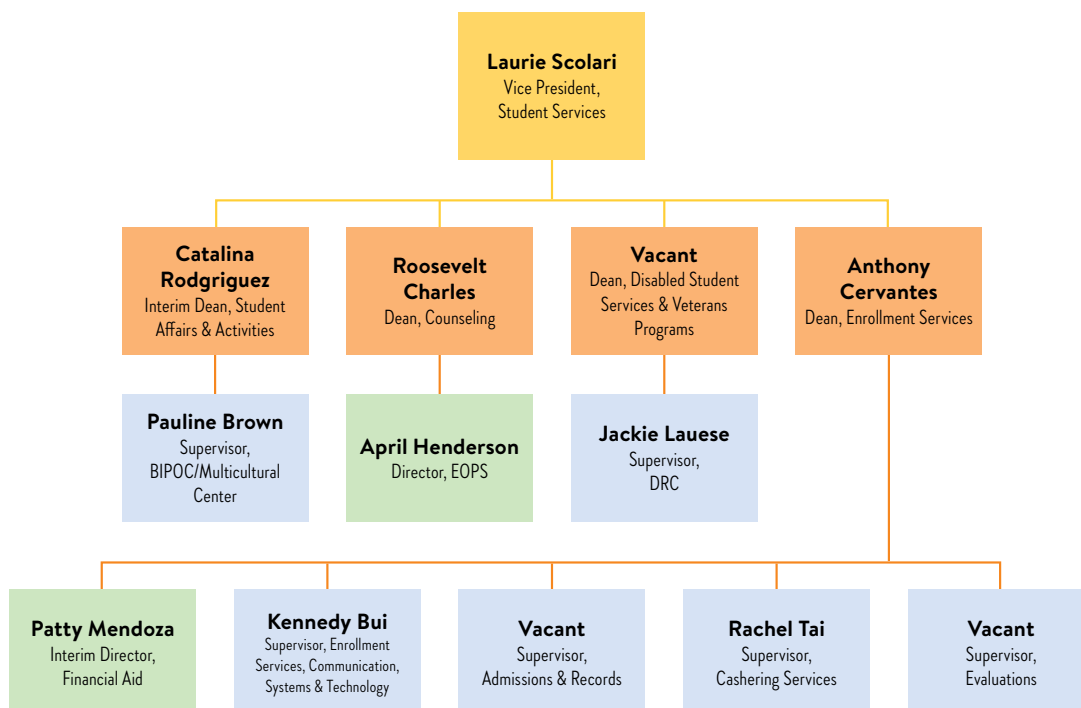 Laurie Scolari
Vice President,
Student Services
Catalina
Rodgriguez
Interim Dean, Student
Affairs & Activities
Roosevelt
Charles
Dean, Counseling
Vacant
Dean, Disabled Student
Services & Veterans
Programs
Anthony
Cervantes
Dean, Enrollment Services
Pauline Brown
Supervisor,
BIPOC/Multicultural
Center
April Henderson
Director, EOPS
Jackie Lauese
Supervisor,
DRC
Patty Mendoza
Interim Director,
Financial Aid
Kennedy Bui
Supervisor, Enrollment
Services, Communication,
Systems & Technology
Vacant
Supervisor,
Admissions & Records
Rachel Tai
Supervisor,
Cashering Services
Vacant
Supervisor,
Evaluations